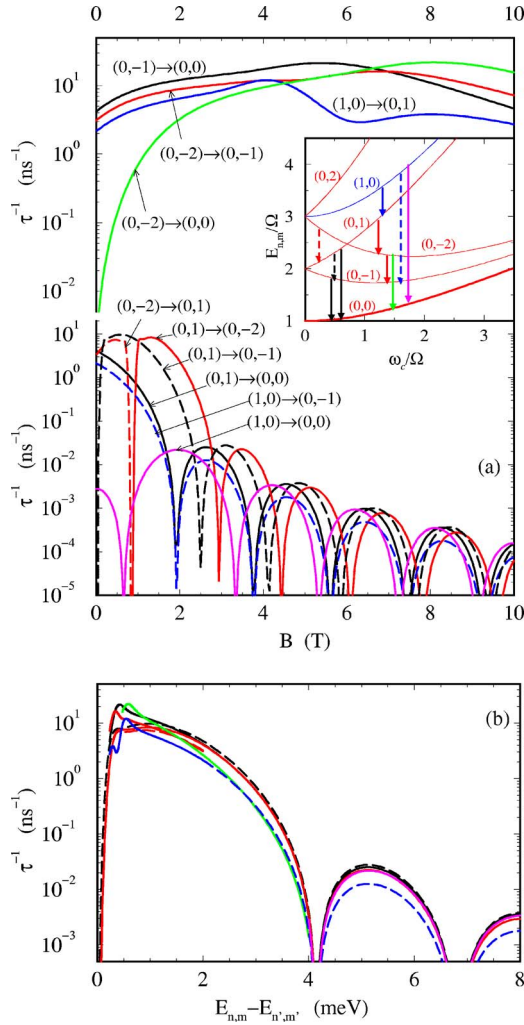 0 2 4 6 8 10
10¹
10⁰
10⁻¹
10⁻²
τ⁻¹ (ns⁻¹)
(0,−1)→(0,0)
(1,0)→(0,1)
(0,−2)→(0,−1)
(0,−2)→(0,0)
4
3
2
1
E_{n,m}/Ω
(0,2)
(1,0)
(0,1)
(0,−2)
(0,−1)
(0,0)
0 1 2 3
ω_c/Ω
10¹
10⁰
10⁻¹
10⁻²
10⁻³
10⁻⁴
10⁻⁵
τ⁻¹ (ns⁻¹)
(0,−2)→(0,1)
(0,1)→(0,−2)
(0,1)→(0,−1)
(0,1)→(0,0)
(1,0)→(0,−1)
(1,0)→(0,0)
(a)
0 2 4 6 8 10
B (T)
(b)
10¹
10⁰
10⁻¹
10⁻²
10⁻³
τ⁻¹ (ns⁻¹)
0 2 4 6 8
E_{n,m}−E_{n',m'} (meV)